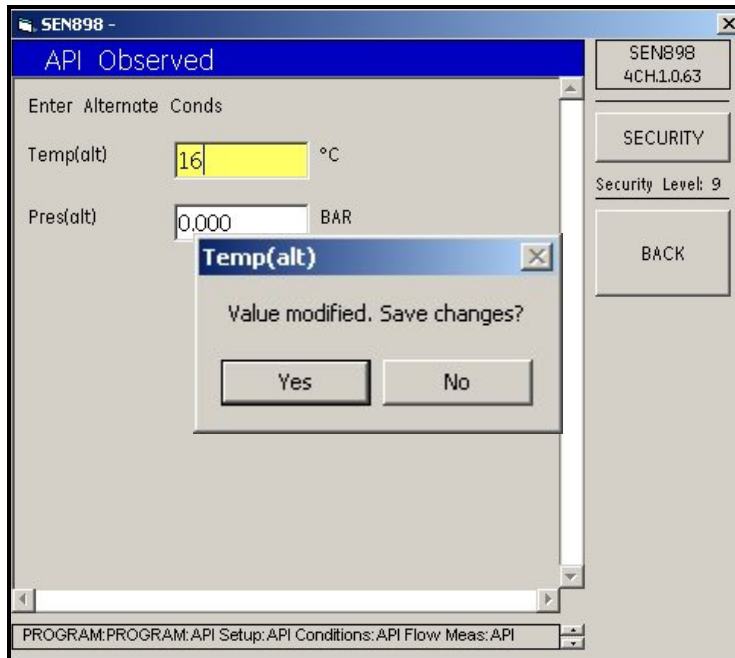 SEN898 -
API Observed
SEN898
4CH.1.0.63
Enter Alternate Conds
SECURITY
Temp(alt) 16 °C
Security Level: 9
Pres(alt) 0.000 BAR
BACK
Temp(alt)
Value modified. Save changes?
Yes No
PROGRAM:PROGRAM:API Setup:API Conditions:API Flow Meas:API